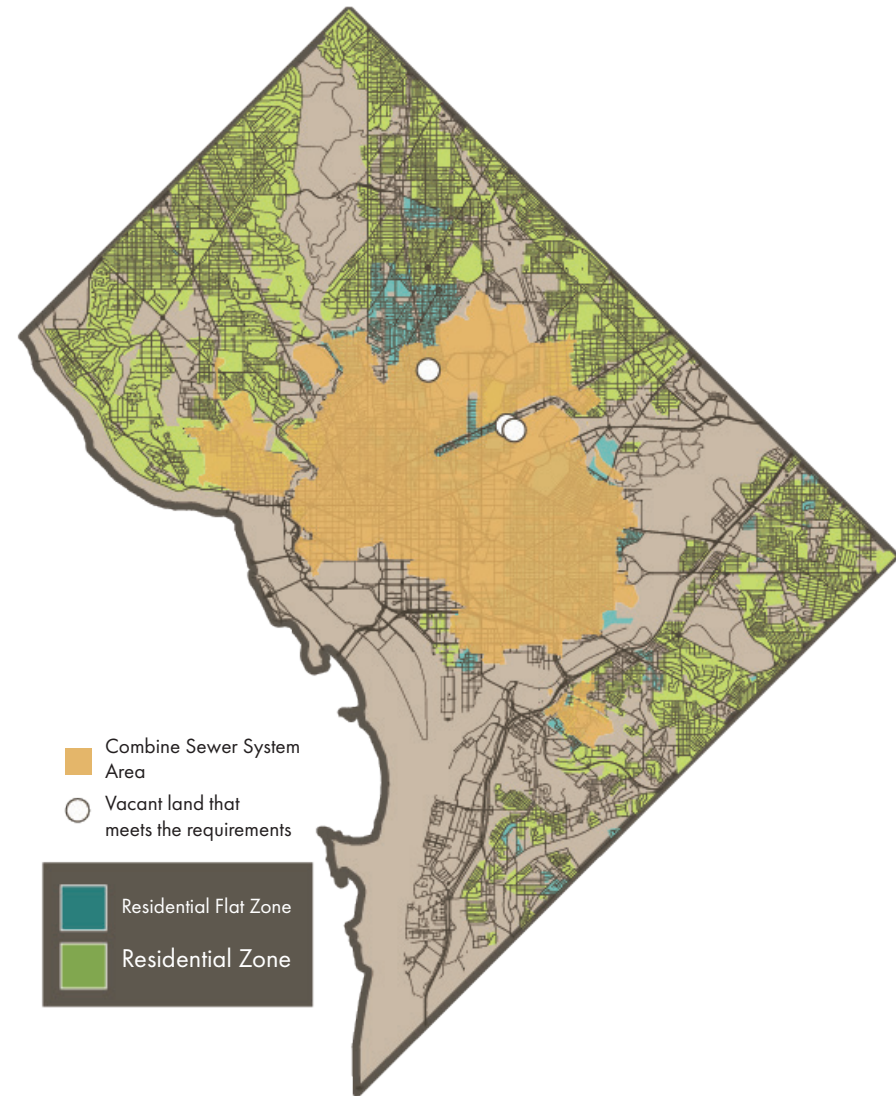 Combine Sewer System
Area
Vacant land that
meets the requirements
Residential Flat Zone
Residential Zone